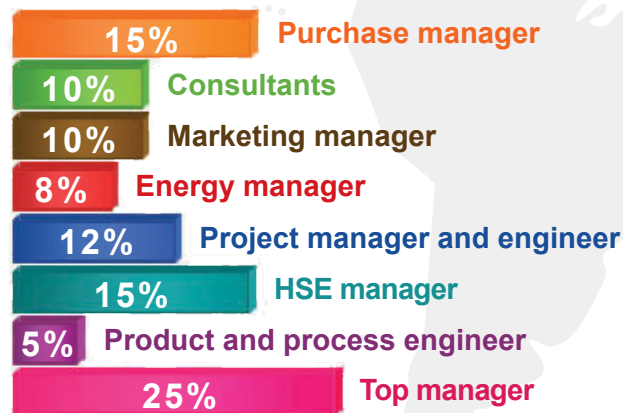 15% Purchase manager
10% Consultants
10% Marketing manager
8% Energy manager
12% Project manager and engineer
15% HSE manager
5% Product and process engineer
25% Top manager